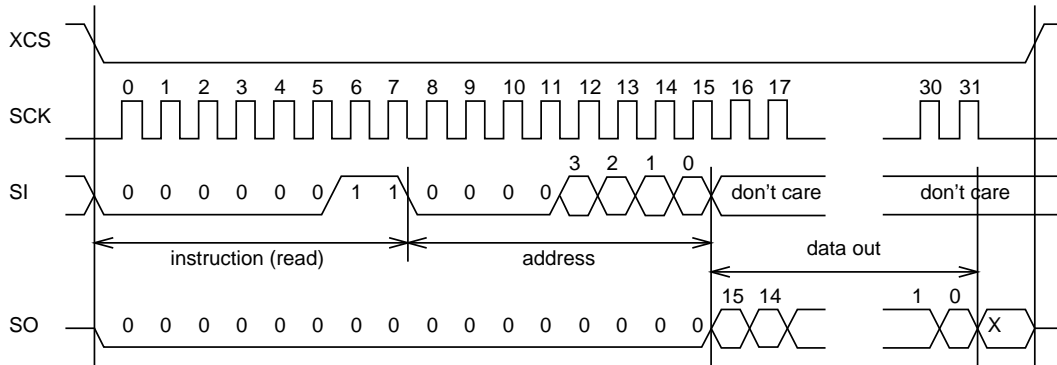 XCS
0 1 2 3 4 5 6 7 8 9 10 11 12 13 14 15 16 17 30 31
SCK
3 2 1 0
SI 0 0 0 0 0 0 1 1 0 0 0 0 don't care don't care
instruction (read) address data out
15 14 1 0
SO 0 0 0 0 0 0 0 0 0 0 0 0 0 0 0 0 X